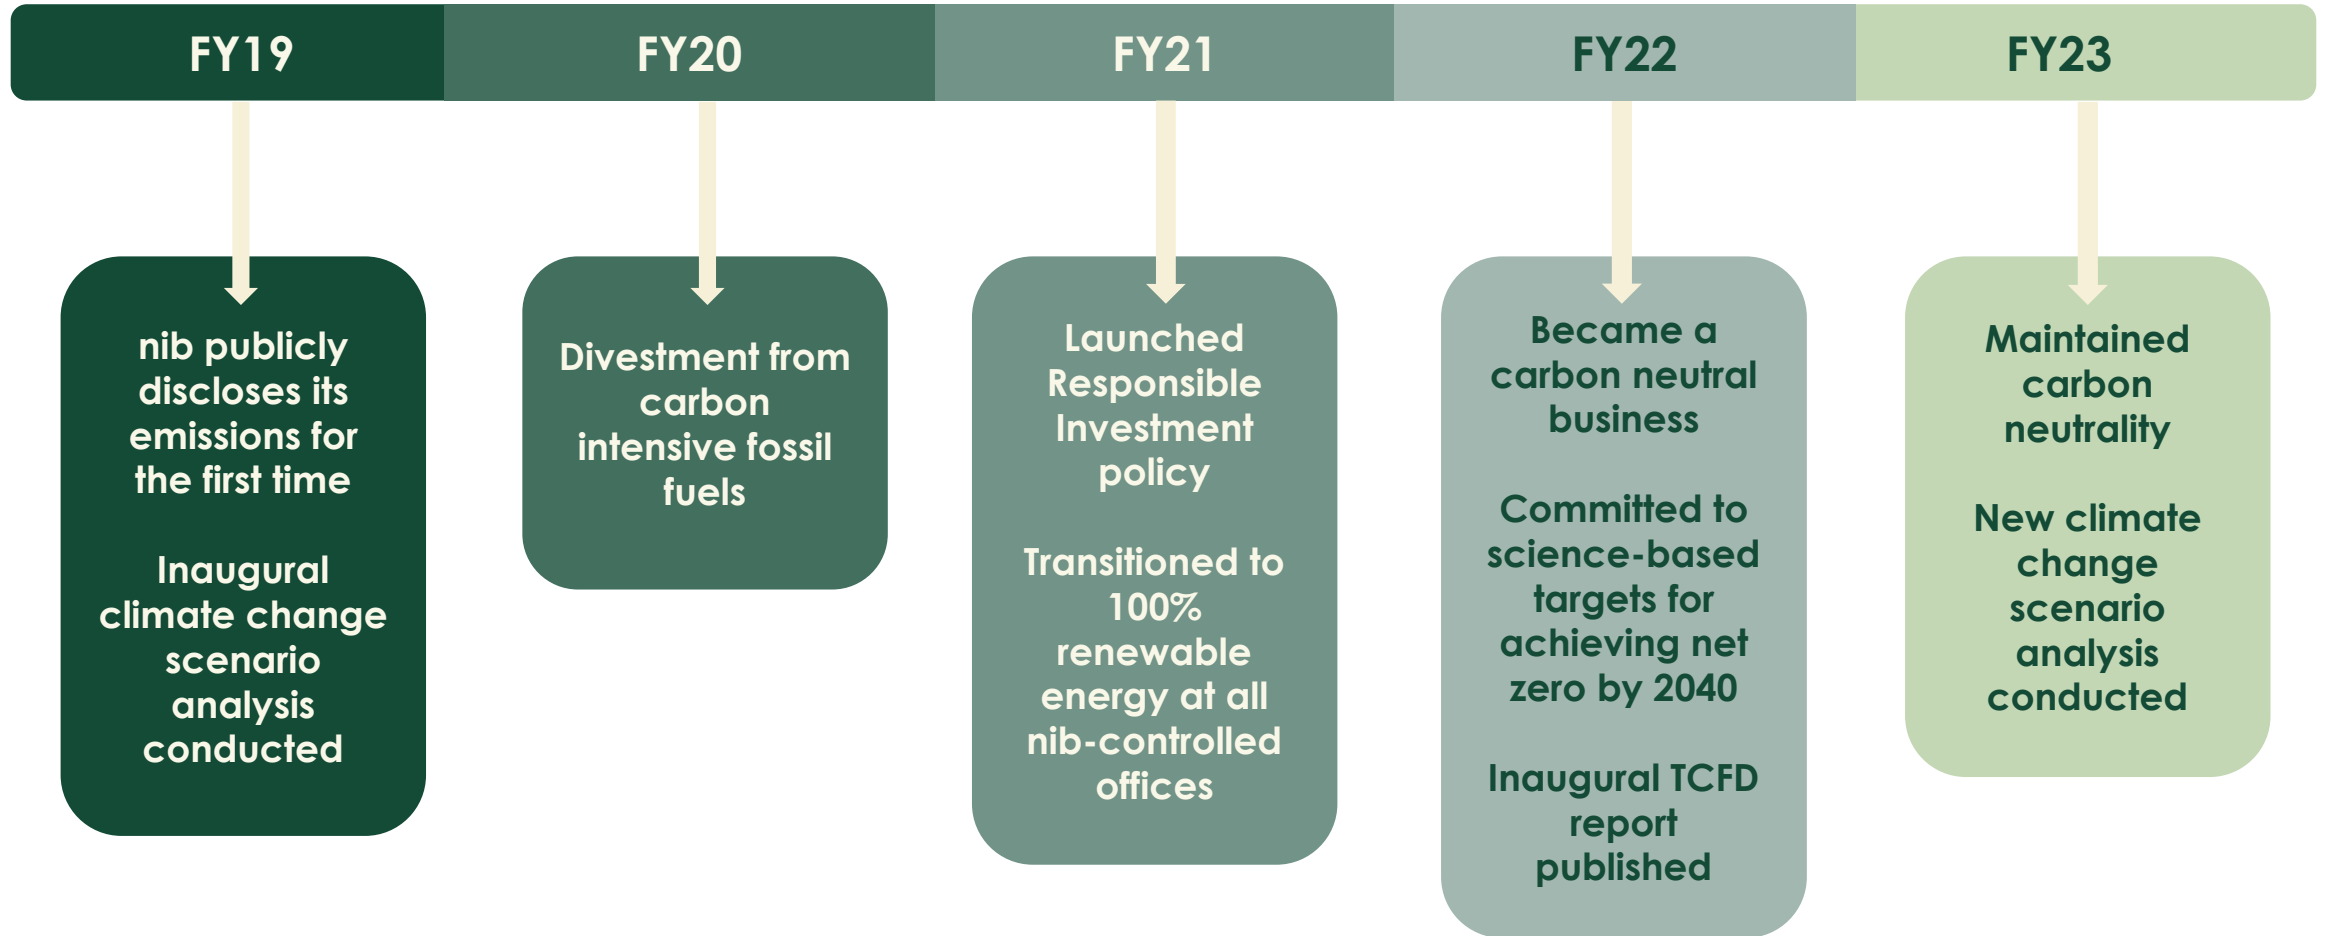 FY19
FY20
FY21
FY22
FY23
nib publicly
discloses its
emissions for
the first time
Inaugural
climate change
scenario
analysis
conducted
Divestment from
carbon
intensive fossil
fuels
Launched
Responsible
Investment
policy
Transitioned to
100%
renewable
energy at all
nib-controlled
offices
Became a
carbon neutral
business
Committed to
science-based
targets for
achieving net
zero by 2040
Inaugural TCFD
report
published
Maintained
carbon
neutrality
New climate
change
scenario
analysis
conducted